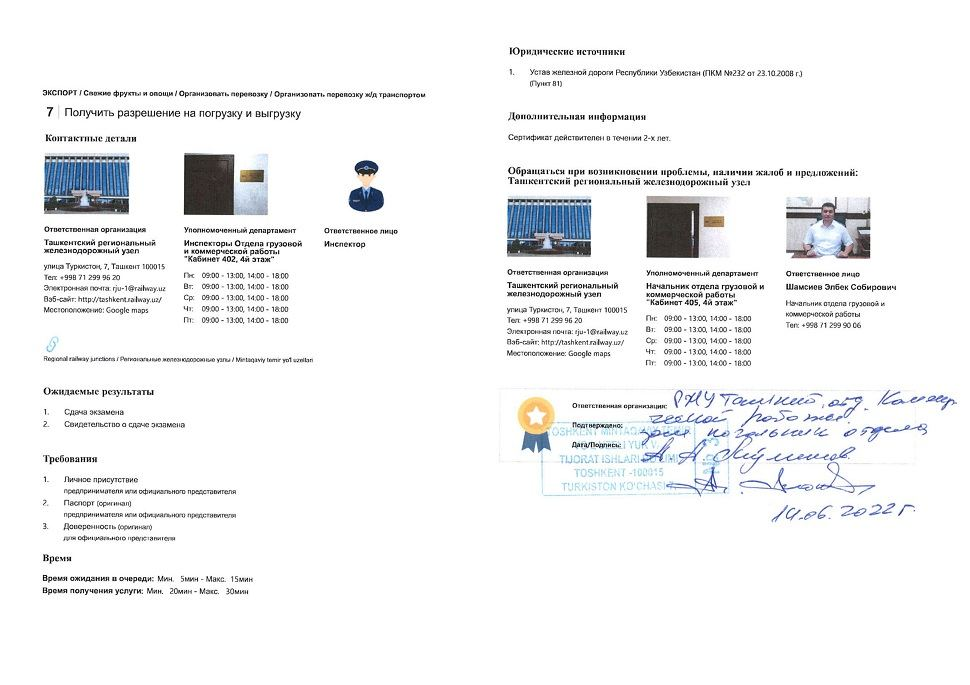 ЭКСПОРТ / Свежие фрукты и овощи / Организовать перевозку / Организовать перевозку ж/д транспортом
7 Получить разрешение на погрузку и выгрузку
Контактные детали
Ответственная организация
Ташкентский региональный
железнодорожный узел
улица Туркистон, 7, Ташкент 100015
Тел: +998 71 299 96 20
Электронная почта: rju-1@railway.uz
Вэб-сайт: http://tashkent.railway.uz/
Местоположение: Google maps
Уполномоченный департамент
Инспекторы Отдела грузовой
и коммерческой работы
"Кабинет 402, 4й этаж"
Пн: 09:00 - 13:00, 14:00 - 18:00
Вт: 09:00 - 13:00, 14:00 - 18:00
Ср: 09:00 - 13:00, 14:00 - 18:00
Чт: 09:00 - 13:00, 14:00 - 18:00
Пт: 09:00 - 13:00, 14:00 - 18:00
Ответственное лицо
Инспектор
Regional railway junctions / Региональные железнодорожные узлы / Mintaqaviy temir yo'l uzellari
Ожидаемые результаты
1. Сдача экзамена
2. Свидетельство о сдаче экзамена
Требования
1. Личное присутствие
предпринимателя или официального представителя
2. Паспорт (оригинал)
предпринимателя или официального представителя
3. Доверенность (оригинал)
для официального представителя
Время
Время ожидания в очереди: Мин. 5мин - Макс. 15мин
Время получения услуги: Мин. 20мин - Макс. 30мин
Юридические источники
1. Устав железной дороги Республики Узбекистан (ПКМ №232 от 23.10.2008 г.)
(Пункт 81)
Дополнительная информация
Сертификат действителен в течении 2-х лет.
Обращаться при возникновении проблемы, наличии жалоб и предложений:
Ташкентский региональный железнодорожный узел
Ответственная организация
Ташкентский региональный
железнодорожный узел
улица Туркистон, 7, Ташкент 100015
Тел: +998 71 299 96 20
Электронная почта: rju-1@railway.uz
Вэб-сайт: http://tashkent.railway.uz/
Местоположение: Google maps
Уполномоченный департамент
Начальник отдела грузовой и
коммерческой работы
"Кабинет 405, 4й этаж"
Пн: 09:00 - 13:00, 14:00 - 18:00
Вт: 09:00 - 13:00, 14:00 - 18:00
Ср: 09:00 - 13:00, 14:00 - 18:00
Чт: 09:00 - 13:00, 14:00 - 18:00
Пт: 09:00 - 13:00, 14:00 - 18:00
Ответственное лицо
Шамсиев Элбек Собирович
Начальник отдела грузовой и
коммерческой работы
Тел: +998 71 299 90 06
Ответственная организация: РЖУ Ташкент, отд. Коммер
ческой работы
Подтверждено: зам начальник отдела
Дата/Подпись: А.
TOSHKENT
TIJORAT ISHLARI
TOSHKENT -100015
TURKISTON KO'CHASI
14.06.2022 г.